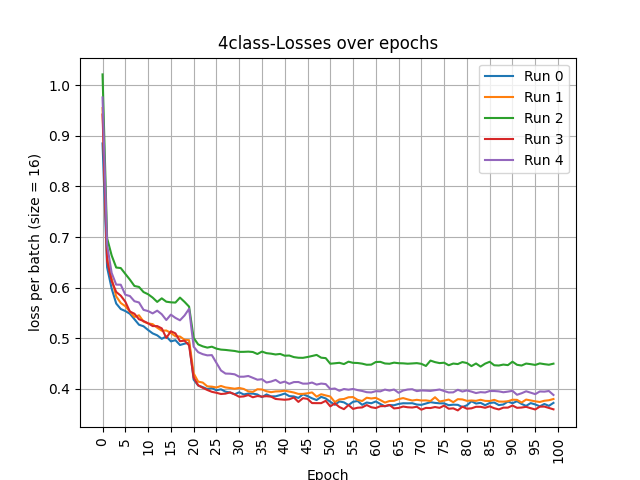 4class-Losses over epochs
loss per batch (size = 16)
1.0
0.9
0.8
0.7
0.6
0.5
0.4
Run 0
Run 1
Run 2
Run 3
Run 4
0 5 10 15 20 25 30 35 40 45 50 55 60 65 70 75 80 85 90 95 100
Epoch